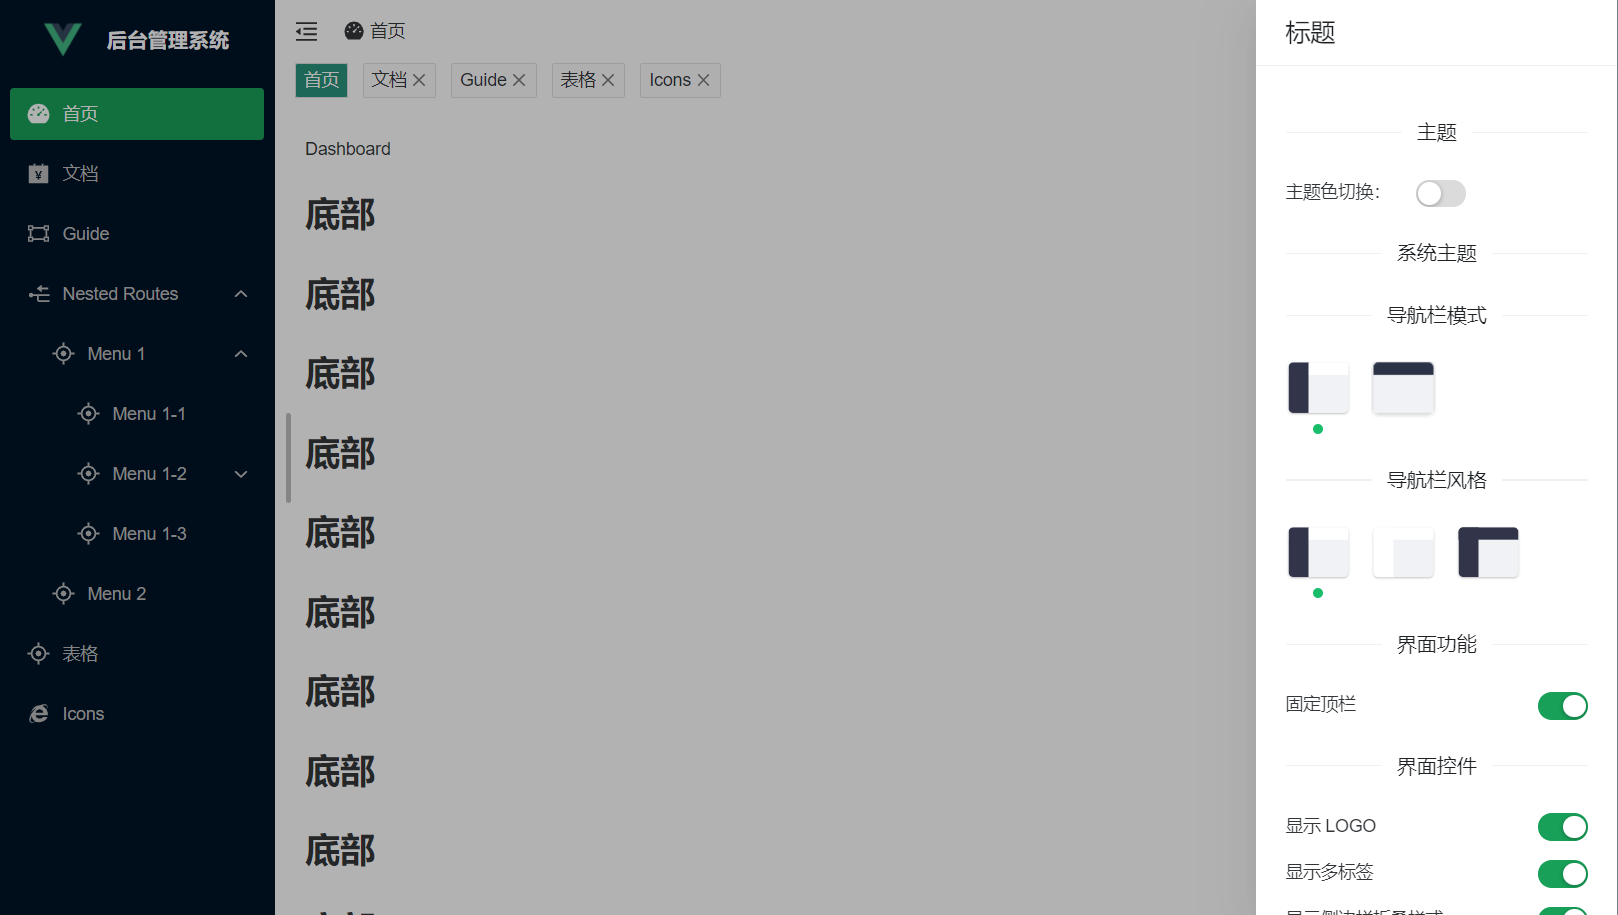 后台管理系统
首页
文档
Guide
Nested Routes
Menu 1
Menu 1-1
Menu 1-2
Menu 1-3
Menu 2
表格
Icons
首页
首页 文档 Guide 表格 Icons
Dashboard
底部
底部
底部
底部
底部
底部
底部
底部
底部
标题
主题
主题色切换:
系统主题
导航栏模式
导航栏风格
界面功能
固定顶栏
界面控件
显示 LOGO
显示多标签